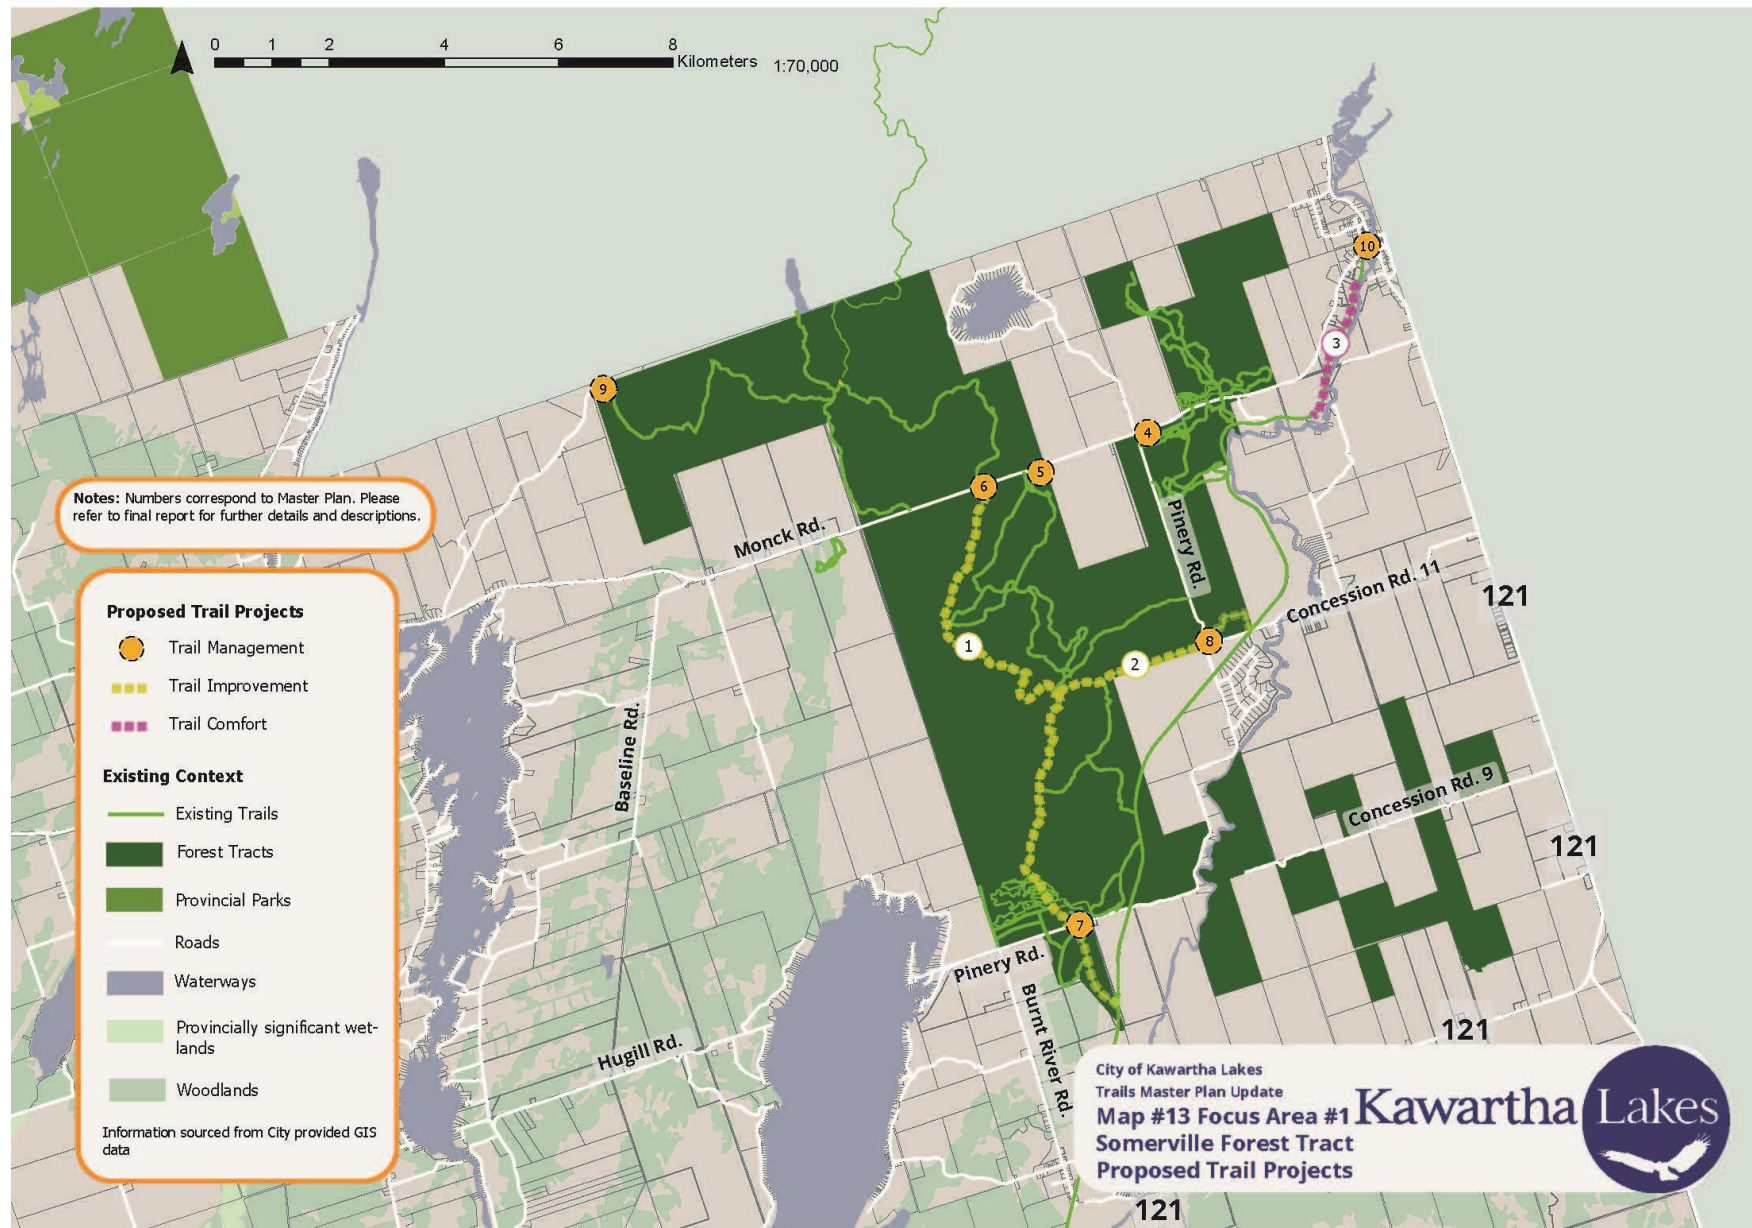 0 1 2 4 6 8
Kilometers 1:70,000
10
3
9
4
5
6
Notes: Numbers correspond to Master Plan. Please
refer to final report for further details and descriptions.
Monck Rd.
Pinery Rd.
Concession Rd. 11
121
1
2
8
Proposed Trail Projects
Trail Management
Trail Improvement
Trail Comfort
Baseline Rd.
Existing Context
Existing Trails
Forest Tracts
Provincial Parks
Roads
Waterways
Provincially significant wet-
lands
Woodlands
Information sourced from City provided GIS
data
Concession Rd. 9
121
7
Pinery Rd.
Burnt River Rd.
Hugill Rd.
121
City of Kawartha Lakes
Trails Master Plan Update
Map #13 Focus Area #1
Somerville Forest Tract
Proposed Trail Projects
Kawartha Lakes
121